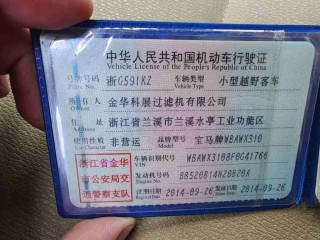 中华人民共和国机动车行驶证
Vehicle License of the People's Republic of China
号牌号码 浙G591KZ 车辆类型 小型越野客车
Plate No. Vehicle Type
所有人 金华科展过滤机有限公司
Owner
住址 浙江省兰溪市兰溪水亭工业功能区
Address
使用性质 非营运 品牌型号 宝马牌WBAWX310
Use Character Model
浙江省金华市公安局交通警察支队
车辆识别代号 WBAWX3108F0G41766
VIN
发动机号码 B8520814N20B20A
Engine No.
注册日期 2014-09-26 发证日期 2014-09-26
Register Date Issue Date